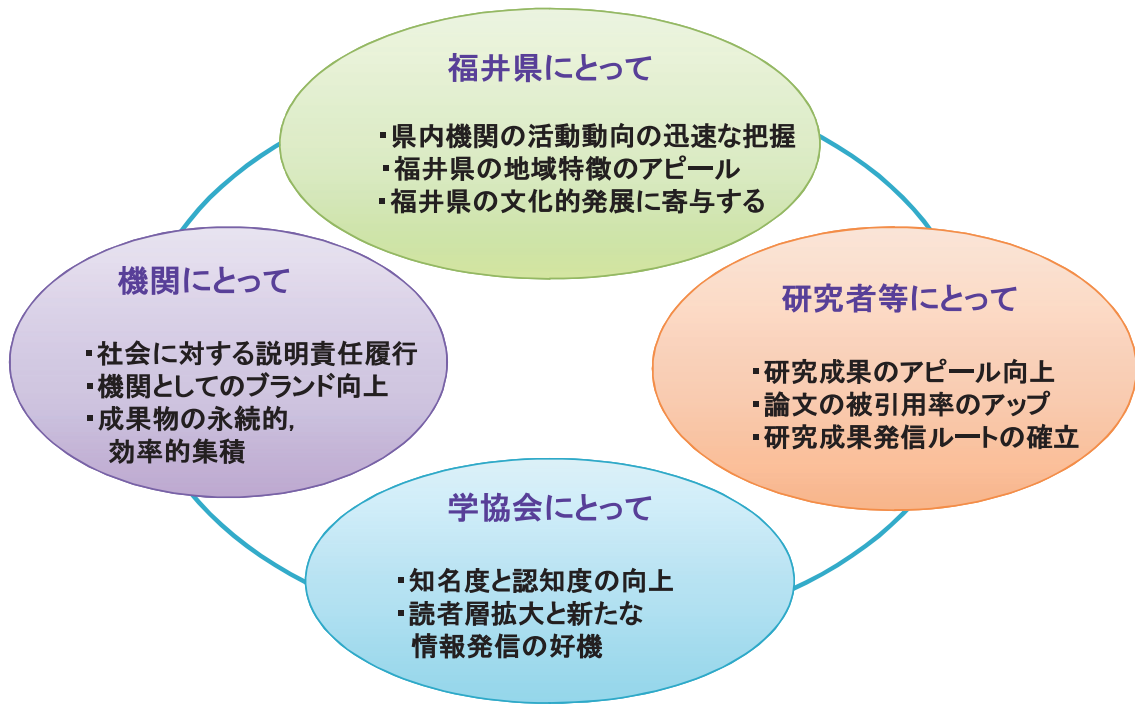 福井県にとって
・県内機関の活動動向の迅速な把握
・福井県の地域特徴のアピール
・福井県の文化的発展に寄与する
機関にとって
・社会に対する説明責任履行
・機関としてのブランド向上
・成果物の永続的,
効率的集積
研究者等にとって
・研究成果のアピール向上
・論文の被引用率のアップ
・研究成果発信ルートの確立
学協会にとって
・知名度と認知度の向上
・読者層拡大と新たな
情報発信の好機